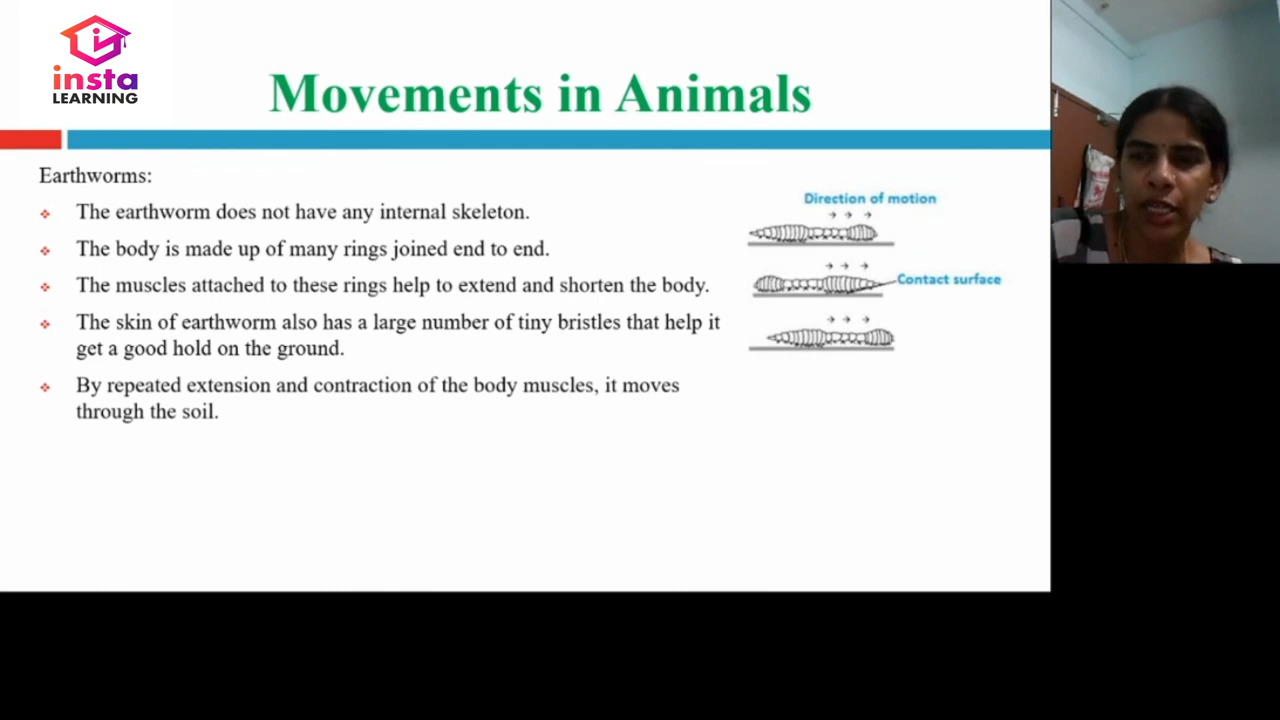 insta
LEARNING
Movements in Animals
Earthworms:
The earthworm does not have any internal skeleton.
The body is made up of many rings joined end to end.
The muscles attached to these rings help to extend and shorten the body.
The skin of earthworm also has a large number of tiny bristles that help it
get a good hold on the ground.
By repeated extension and contraction of the body muscles, it moves
through the soil.
Direction of motion
Contact surface